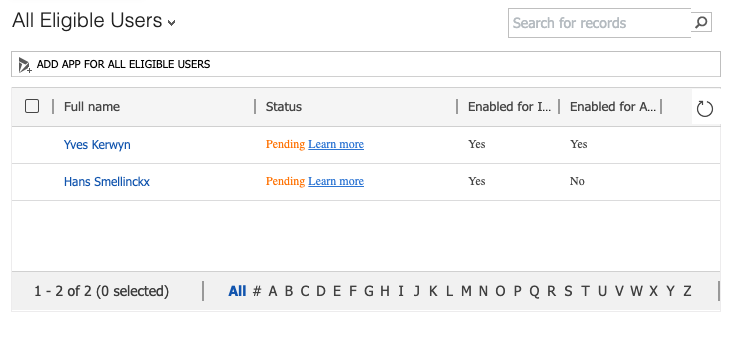 All Eligible Users
Search for records
ADD APP FOR ALL ELIGIBLE USERS
Full name Status Enabled for I... Enabled for A...
Yves Kerwyn Pending Learn more Yes Yes
Hans Smellinckx Pending Learn more Yes No
1 - 2 of 2 (0 selected) All # A B C D E F G H I J K L M N O P Q R S T U V W X Y Z